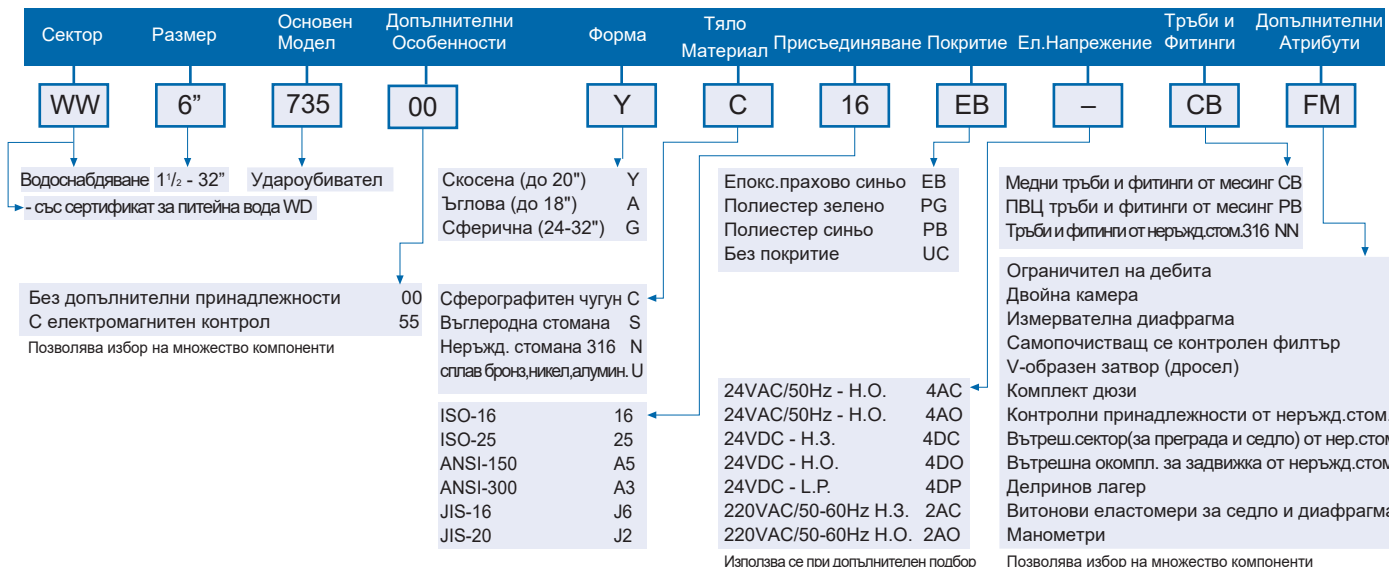 Сектор
Размер
Основен
Модел
Допълнителни
Особенности
Форма
Тяло
Материал
Присъединяване
Покритие
Ел.Напрежение
Тръби и
Фитинги
Допълнителни
Атрибути
WW
6”
735
00
Y
C
16
EB
–
CB
FM
Водоснабдяване
- със сертификат за питейна вода WD
1 1/2 - 32”
Удароубивател
Без допълнителни принадлежности 00
С електромагнитен контрол 55
Позволява избор на множество компоненти
Скосена (до 20") Y
Ъглова (до 18") A
Сферична (24-32") G
Сферографитен чугун C
Въглеродна стомана S
Неръжд. стомана 316 N
сплав бронз,никел,алумин. U
ISO-16 16
ISO-25 25
ANSI-150 A5
ANSI-300 A3
JIS-16 J6
JIS-20 J2
Епокс.прахово синьо EB
Полиестер зелено PG
Полиестер синьо PB
Без покритие UC
24VAC/50Hz - Н.О. 4AC
24VAC/50Hz - Н.О. 4AO
24VDC - Н.З. 4DC
24VDC - Н.О. 4DO
24VDC - L.P. 4DP
220VAC/50-60Hz Н.З. 2AC
220VAC/50-60Hz Н.О. 2AO
Използва се при допълнителен подбор
Медни тръби и фитинги от месинг CB
ПВЦ тръби и фитинги от месинг PB
Тръби и фитинги от неръжд.стом.316 NN
Ограничител на дебита
Двойна камера
Измервателна диафрагма
Самопочистващ се контролен филтър
V-образен затвор (дросел)
Комплект дюзи
Контролни принадлежности от неръжд.стом.
Вътреш.сектор(за преграда и седло) от нер.стом
Вътрешна окомпл. за задвижка от неръжд.стом
Делринов лагер
Витонови еластомери за седло и диафрагма
Манометри
Позволява избор на множество компоненти